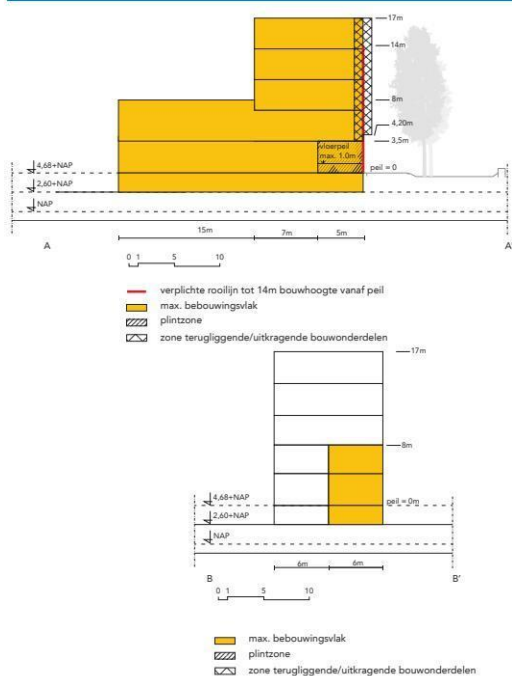 17m
14m
8m
4,20m
3,5m
vloerpeil
max. 1.0m
peil = 0
4,68+NAP
2,60+NAP
NAP
15m
7m
5m
A
A'
0 1 5 10
verplichte rooilijn tot 14m bouwhoogte vanaf peil
max. bebouwingsvlak
plintzone
zone terugliggende/uitkragende bouwonderdelen
17m
8m
peil = 0m
4,68+NAP
2,60+NAP
NAP
6m
6m
B
B'
0 1 5 10
max. bebouwingsvlak
plintzone
zone terugliggende/uitkragende bouwonderdelen